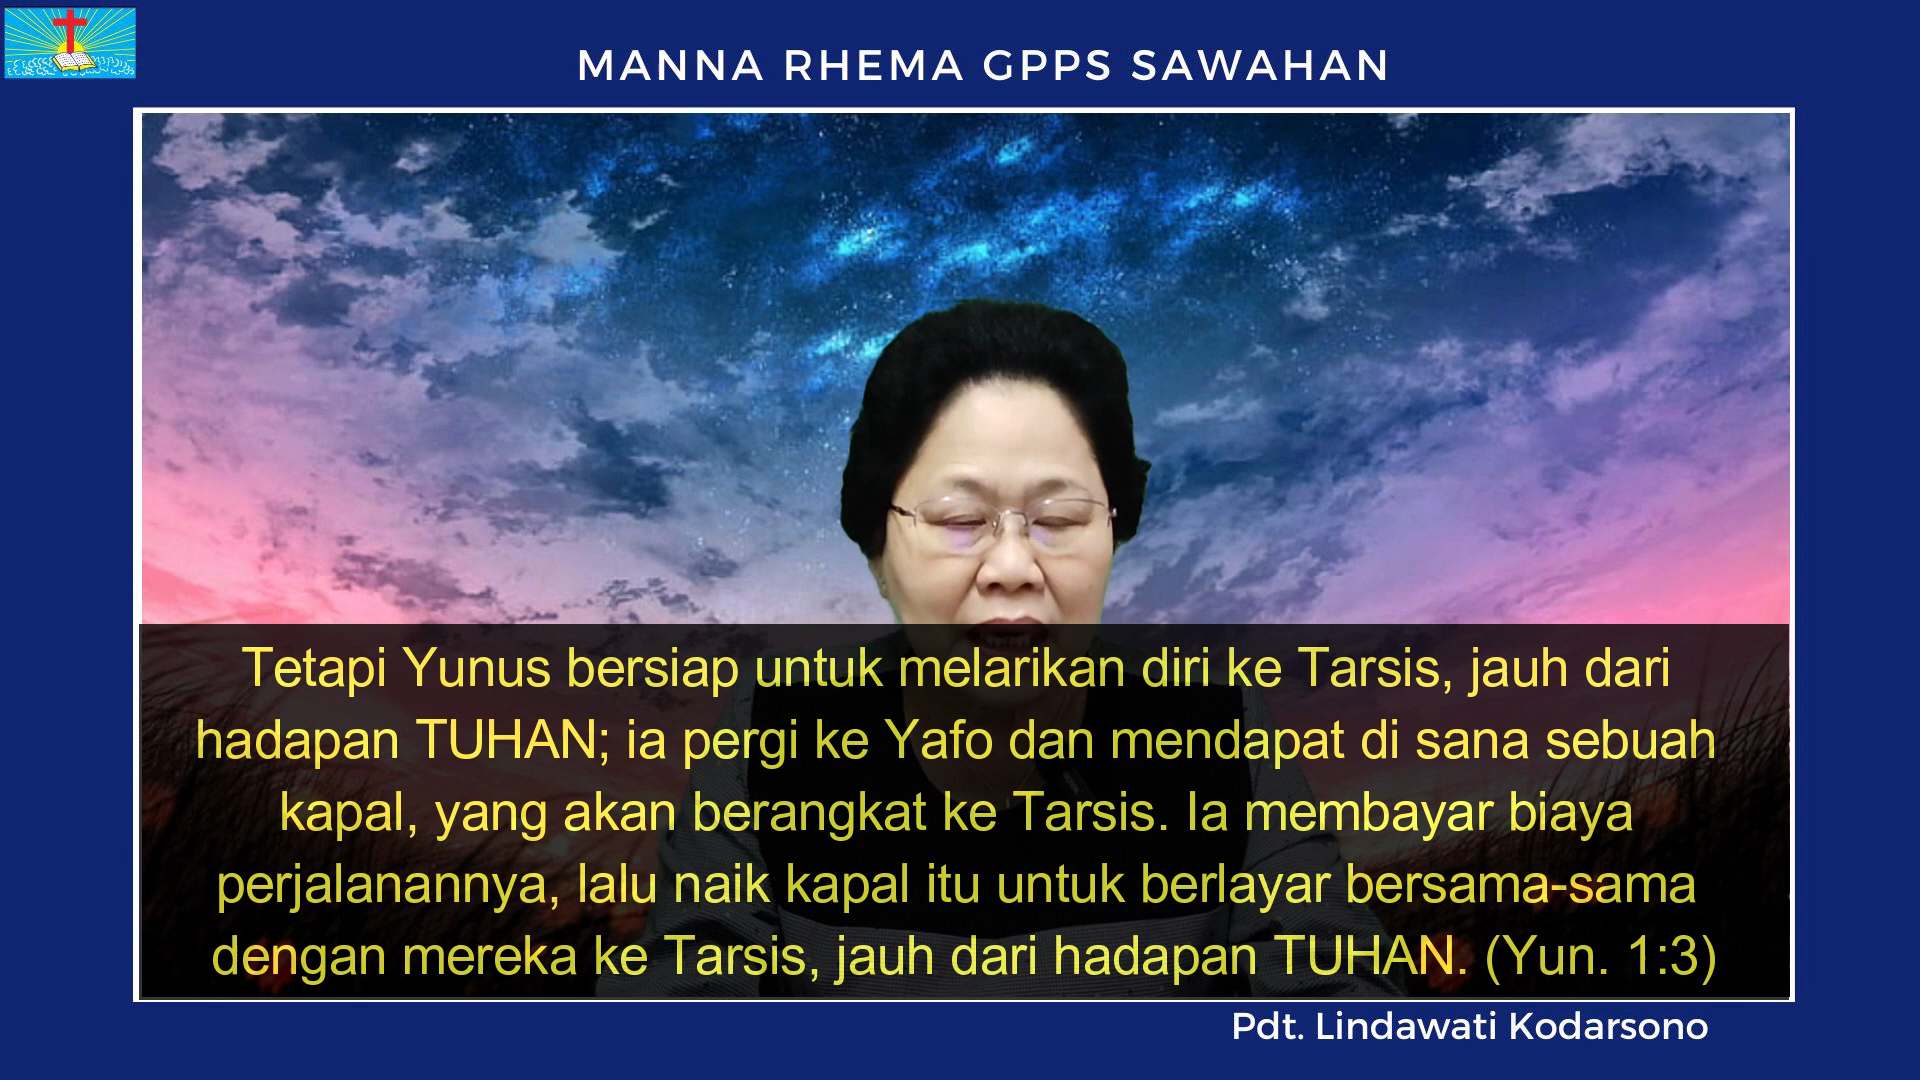 MANNA RHEMA GPPS SAWAHAN
Tetapi Yunus bersiap untuk melarikan diri ke Tarsis, jauh dari
hadapan TUHAN; ia pergi ke Yafo dan mendapat di sana sebuah
kapal, yang akan berangkat ke Tarsis. Ia membayar biaya
perjalanannya, lalu naik kapal itu untuk berlayar bersama-sama
dengan mereka ke Tarsis, jauh dari hadapan TUHAN. (Yun. 1:3)
Pdt. Lindawati Kodarsono